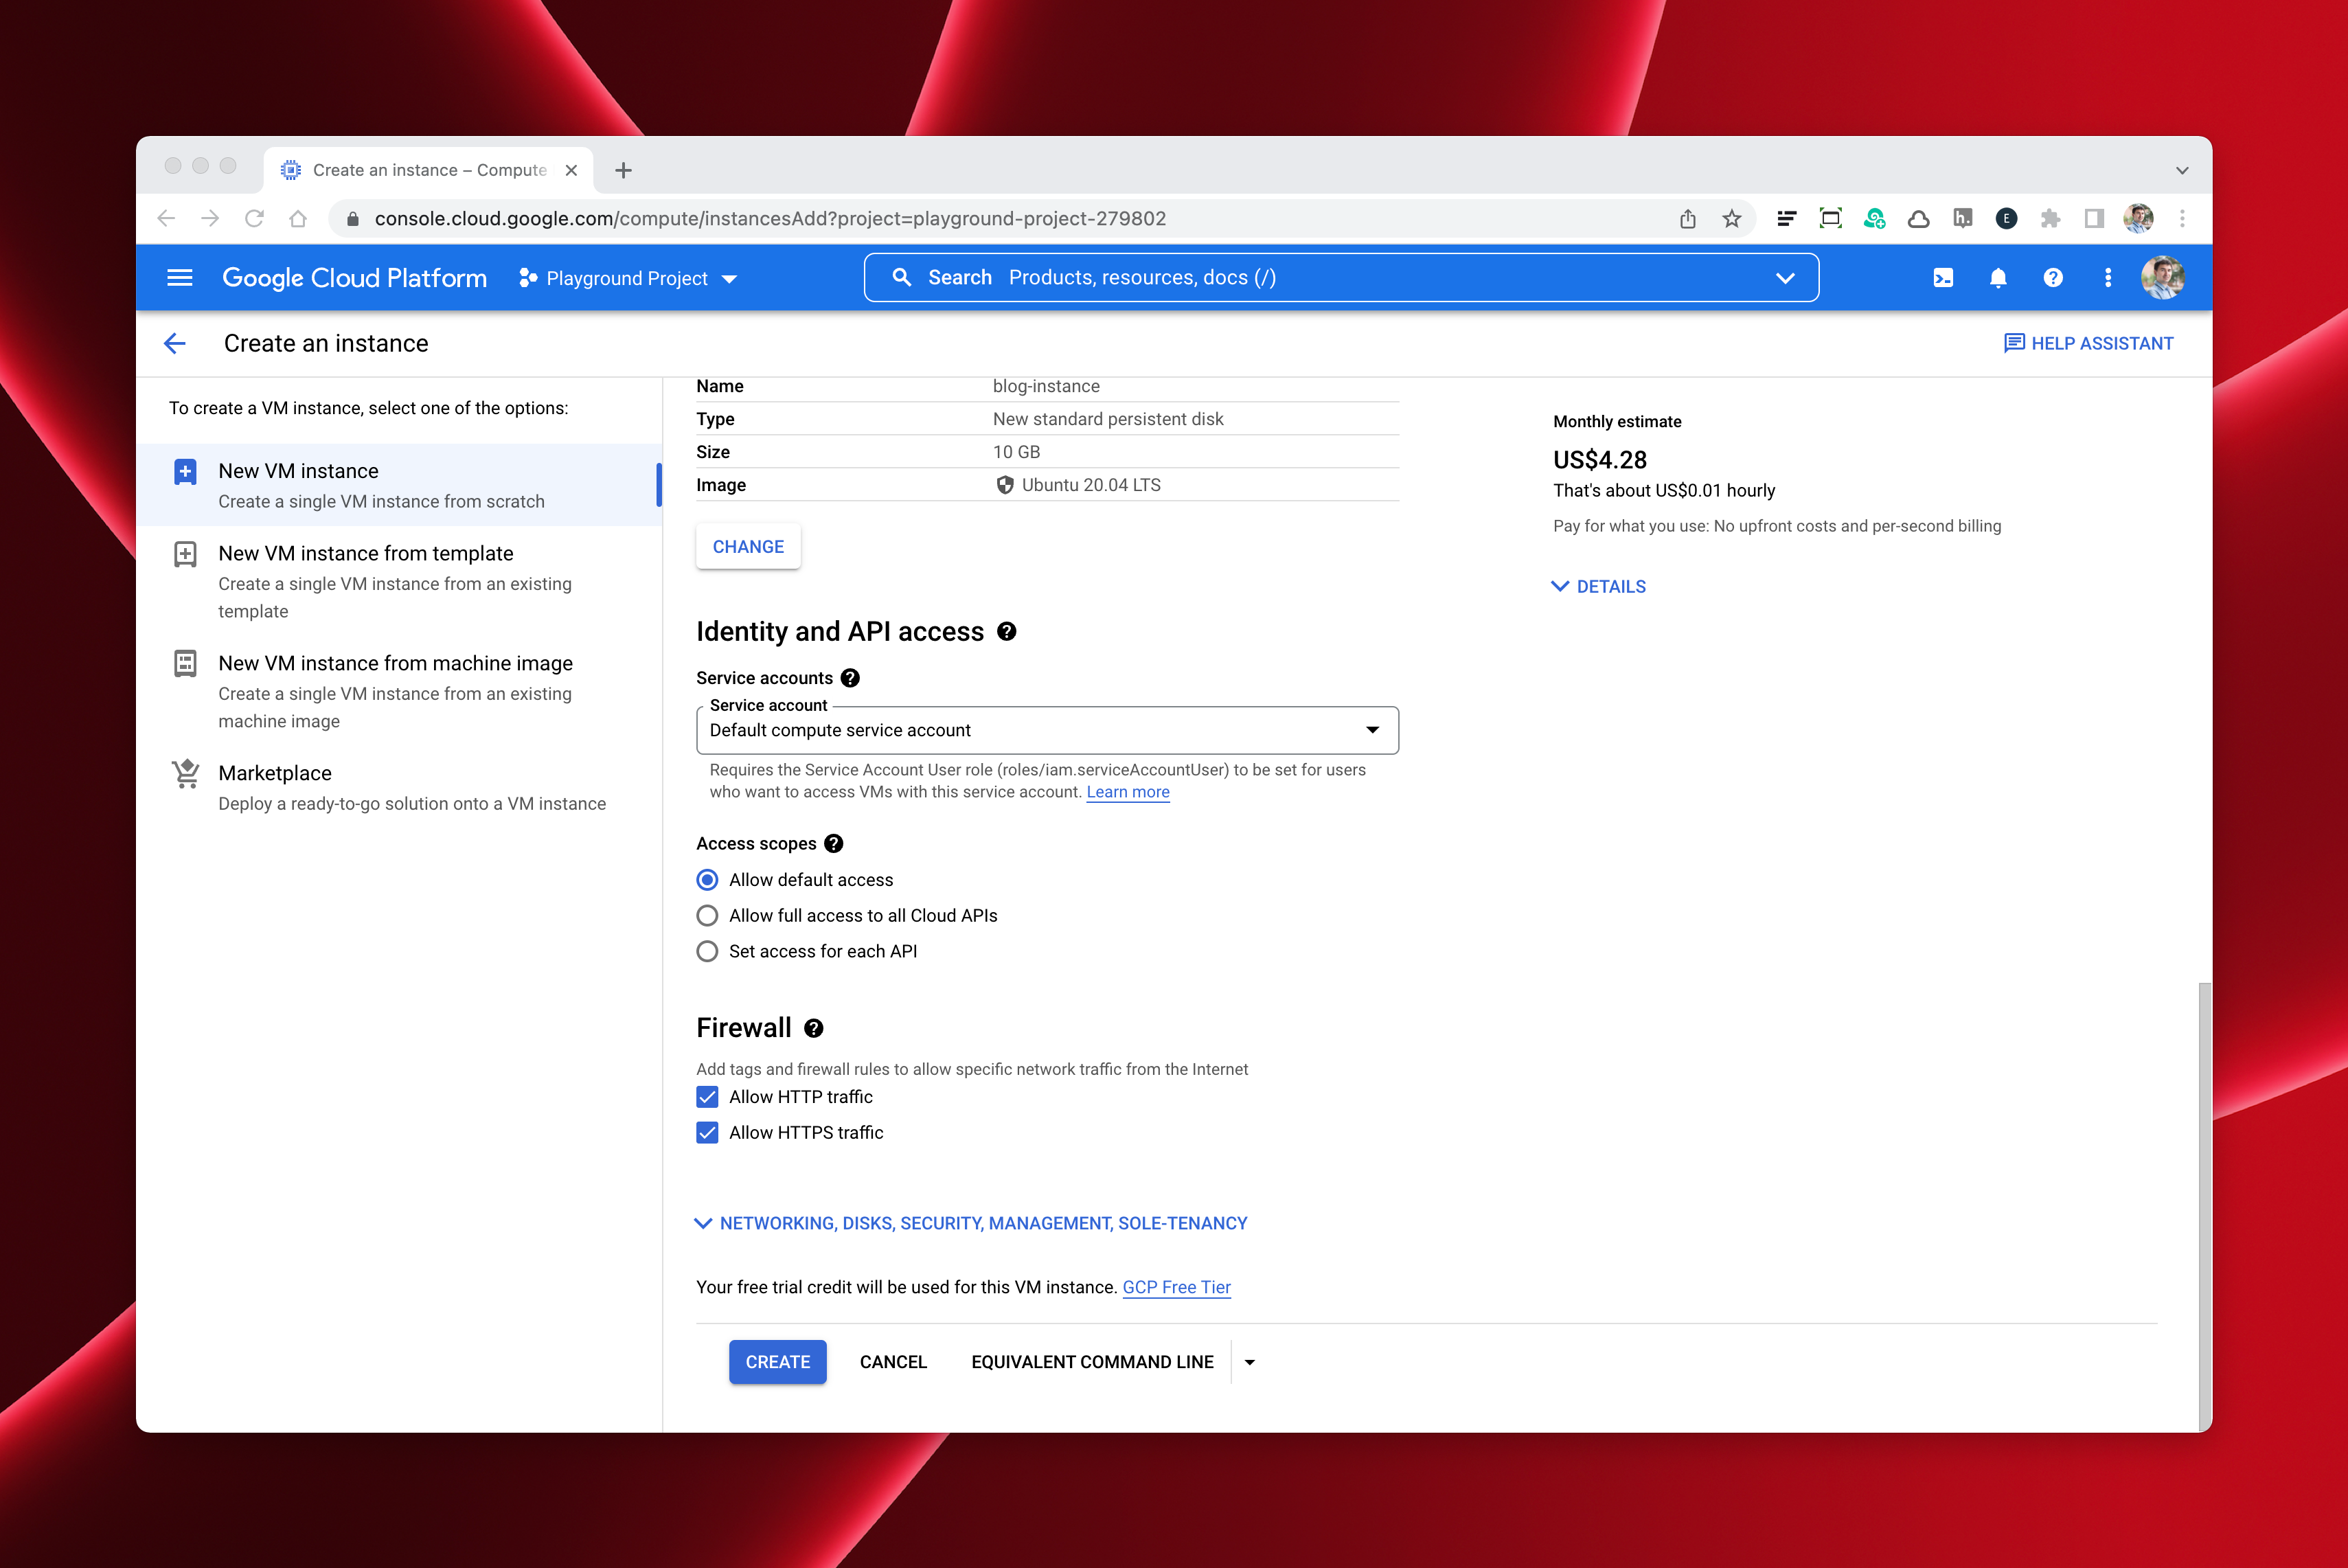 Create an instance – Compute
console.cloud.google.com/compute/instancesAdd?project=playground-project-279802
h.
E
Google Cloud Platform
Playground Project
Search Products, resources, docs (/)
Create an instance
HELP ASSISTANT
To create a VM instance, select one of the options:
New VM instance
Create a single VM instance from scratch
New VM instance from template
Create a single VM instance from an existing
template
New VM instance from machine image
Create a single VM instance from an existing
machine image
Marketplace
Deploy a ready-to-go solution onto a VM instance
Name blog-instance
Type New standard persistent disk
Size 10 GB
Image Ubuntu 20.04 LTS
CHANGE
Identity and API access
Service accounts
Service account
Default compute service account
Requires the Service Account User role (roles/iam.serviceAccountUser) to be set for users
who want to access VMs with this service account. Learn more
Access scopes
Allow default access
Allow full access to all Cloud APIs
Set access for each API
Firewall
Add tags and firewall rules to allow specific network traffic from the Internet
Allow HTTP traffic
Allow HTTPS traffic
NETWORKING, DISKS, SECURITY, MANAGEMENT, SOLE-TENANCY
Your free trial credit will be used for this VM instance. GCP Free Tier
CREATE
CANCEL
EQUIVALENT COMMAND LINE
Monthly estimate
US$4.28
That's about US$0.01 hourly
Pay for what you use: No upfront costs and per-second billing
DETAILS